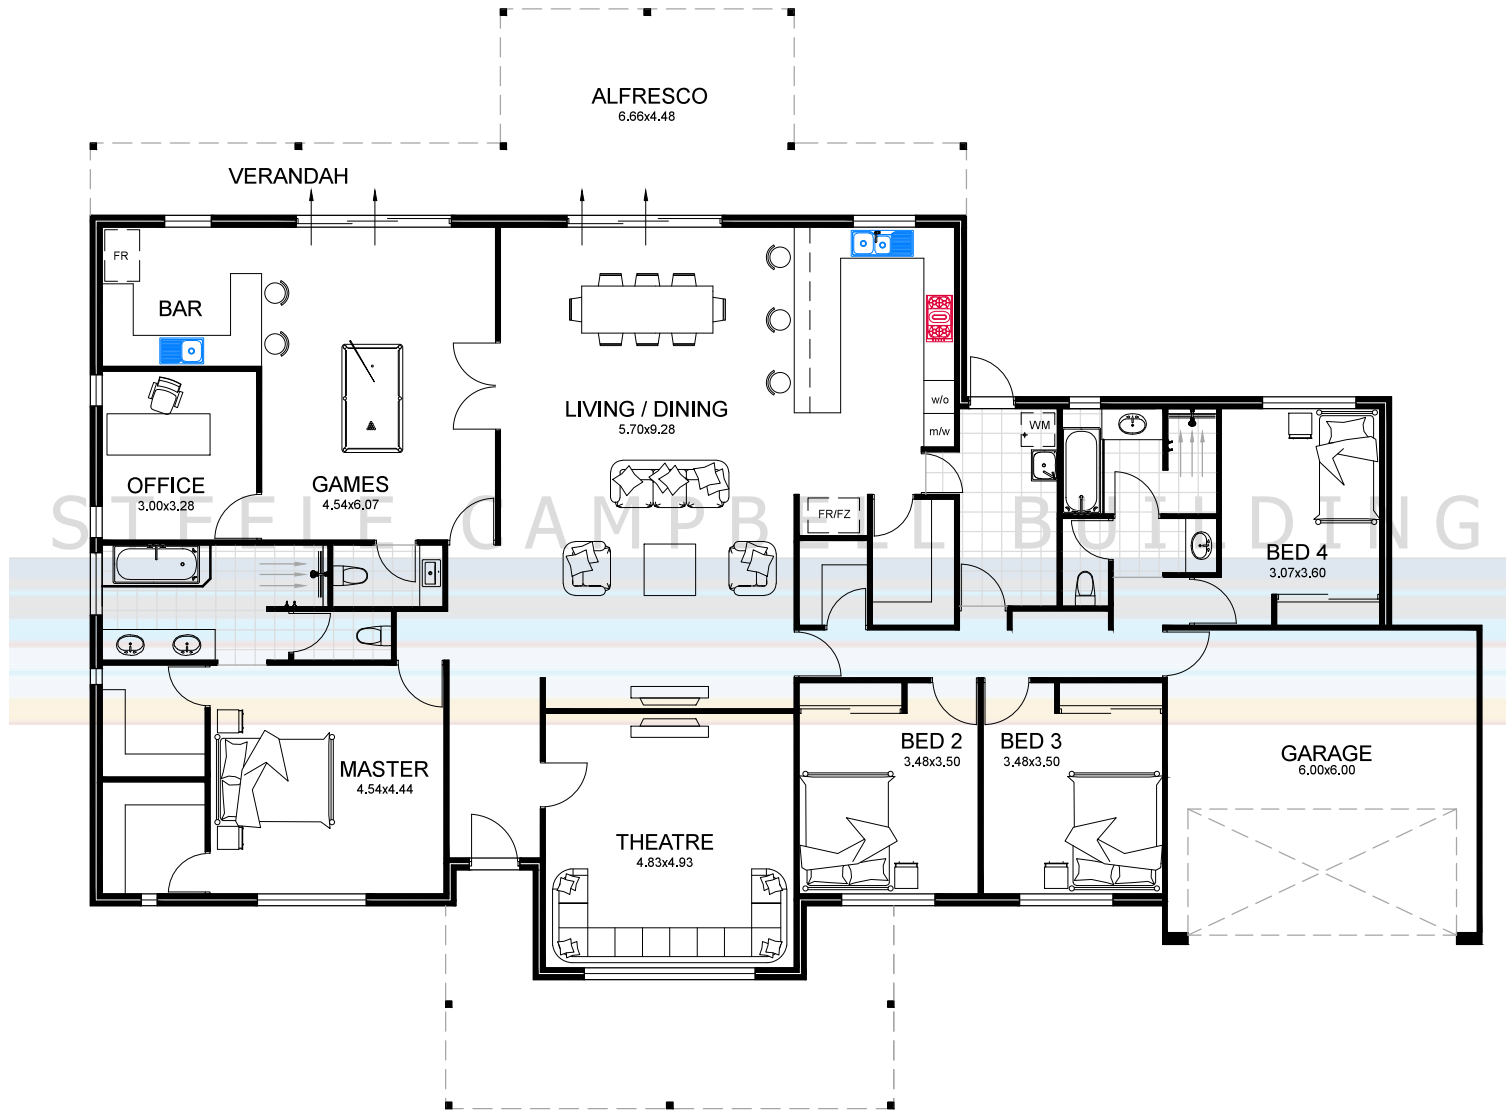 ALFRESCO
6.66x4.48
VERANDAH
FR
BAR
w/o
LIVING / DINING
5.70x9.28
m/w
WM
OFFICE
3.00x3.28
GAMES
4.54x6.07
FR/FZ
STEELE CAMPBELL BUILDING
BED 4
3.07x3.60
MASTER
4.54x4.44
BED 2
3.48x3.50
BED 3
3.48x3.50
GARAGE
6.00x6.00
THEATRE
4.83x4.93